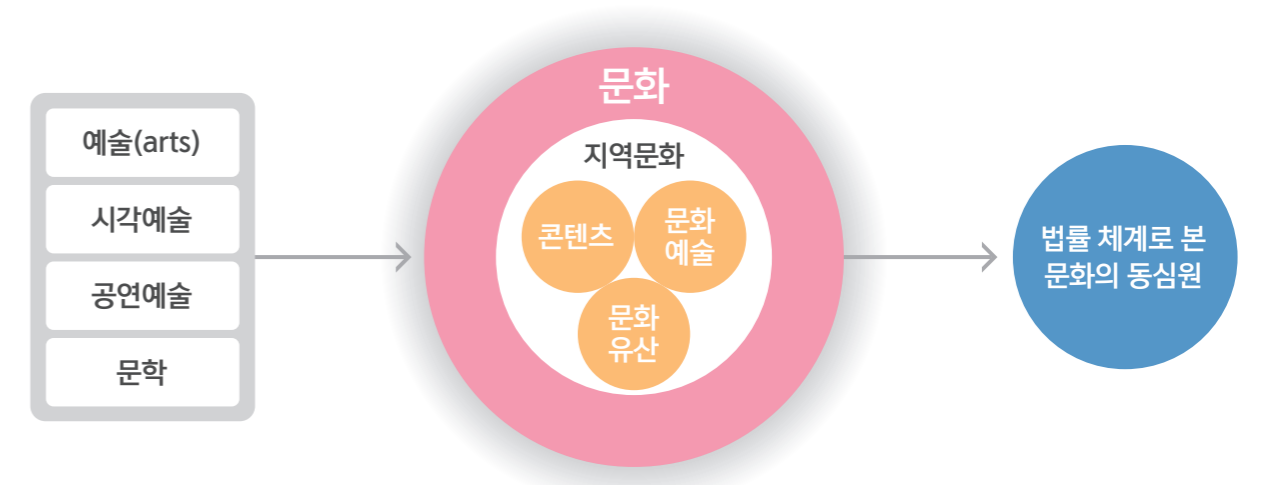 예술(arts)
시각예술
공연예술
문학
문화
지역문화
콘텐츠
문화
예술
문화
유산
법률 체계로 본
문화의 동심원